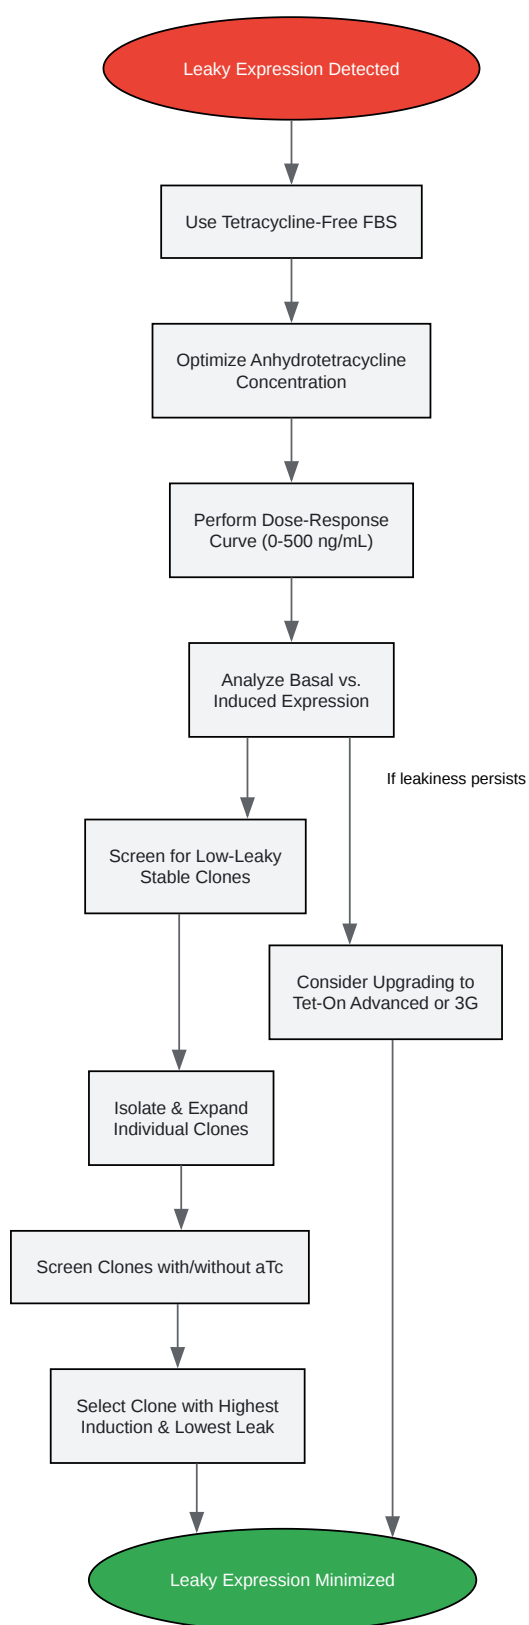 Leaky Expression Detected
Use Tetracycline-Free FBS
Optimize Anhydrotetracycline
Concentration
Perform Dose-Response
Curve (0-500 ng/mL)
Analyze Basal vs.
Induced Expression
If leakiness persists
Screen for Low-Leaky
Stable Clones
Consider Upgrading to
Tet-On Advanced or 3G
Isolate & Expand
Individual Clones
Screen Clones with/without aTc
Select Clone with Highest
Induction & Lowest Leak
Leaky Expression Minimized